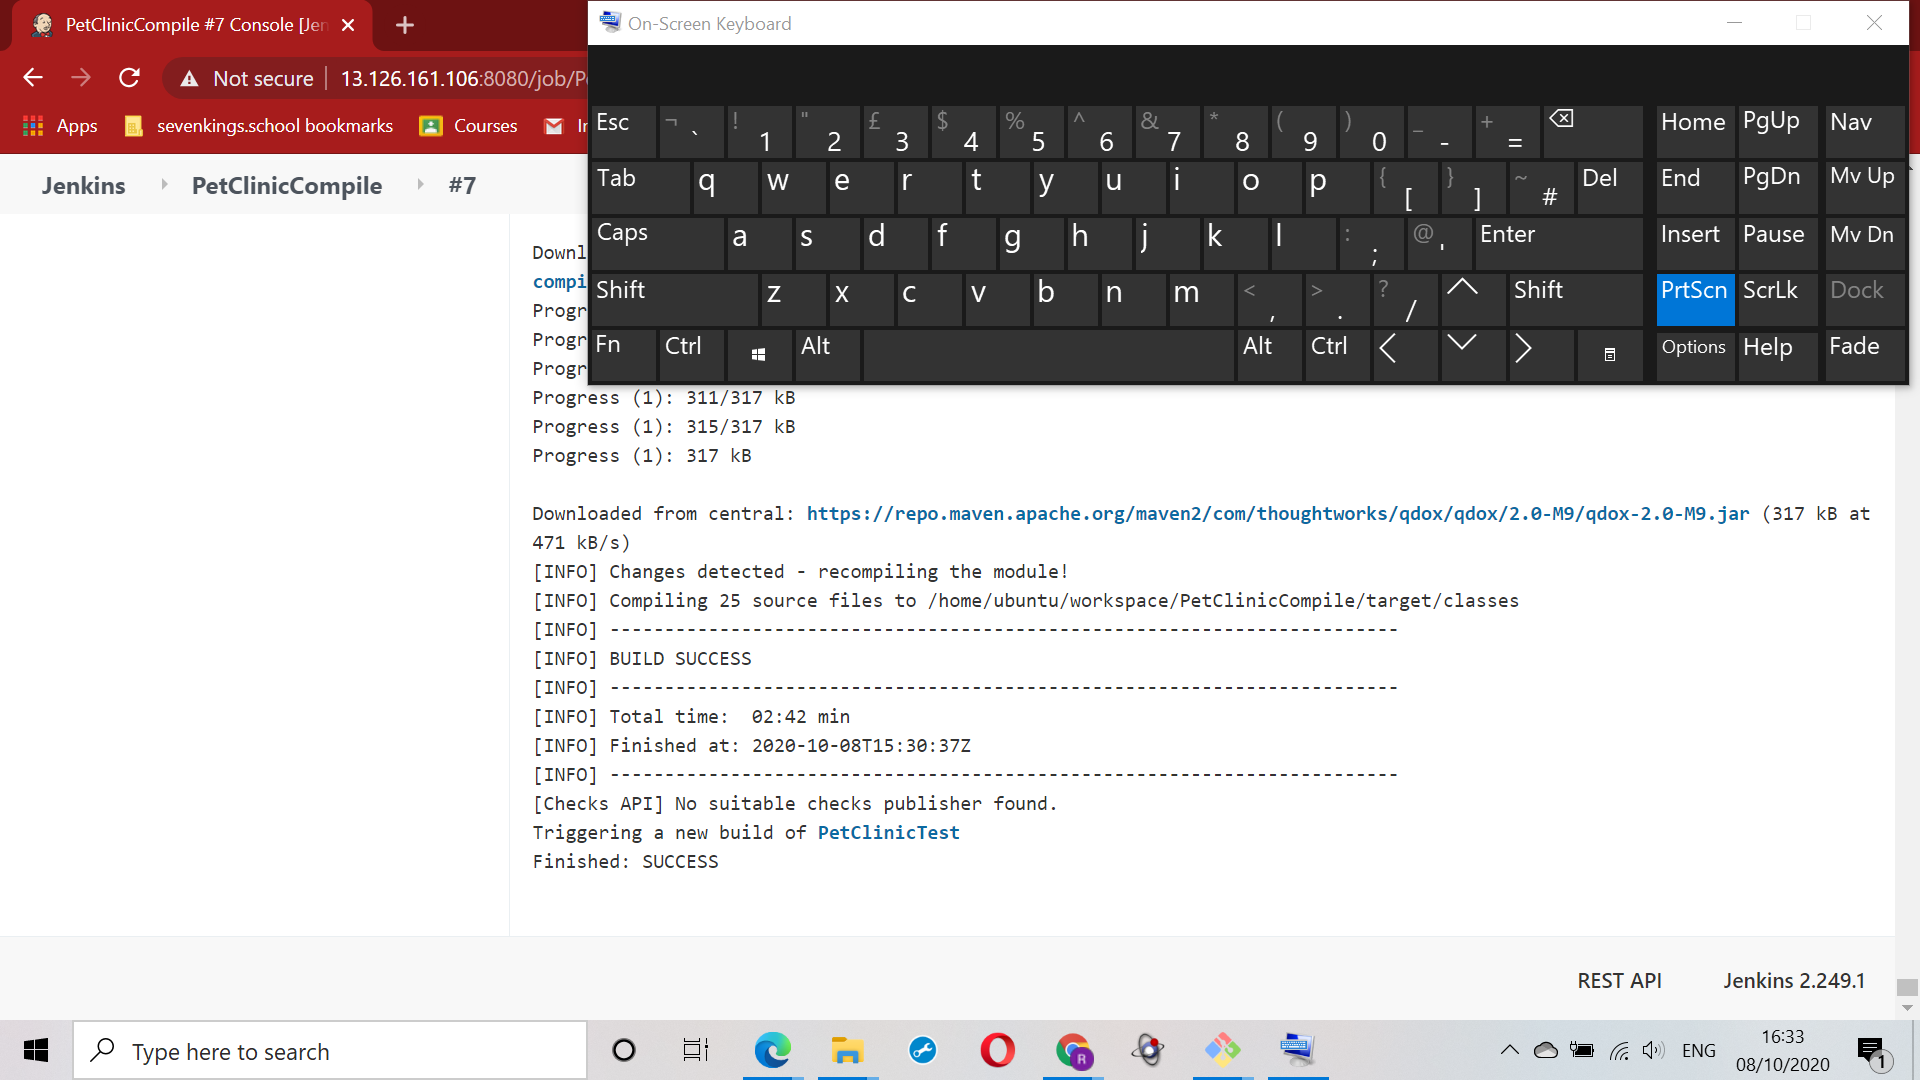 PetClinicCompile #7 Console [Jen
On-Screen Keyboard
Not secure
13.126.161.106:8080/job/P
Apps
sevenkings.school bookmarks
Courses
Jenkins
PetClinicCompile
#7
Esc ¬ ` ! 1 " 2 £ 3 $ 4 % 5 ^ 6 & 7 * 8 ( 9 ) 0 _ - + = Home PgUp Nav
Tab q w e r t y u i o p { [ } ] ~ # Del End PgDn Mv Up
Caps a s d f g h j k l : ; @ ' Enter Insert Pause Mv Dn
Shift z x c v b n m < , > . ? / Shift PrtScn ScrLk Dock
Fn Ctrl Alt Alt Ctrl Options Help Fade
Downl
compi
Progr
Progr
Progr
Progress (1): 311/317 kB
Progress (1): 315/317 kB
Progress (1): 317 kB
Downloaded from central: https://repo.maven.apache.org/maven2/com/thoughtworks/qdox/qdox/2.0-M9/qdox-2.0-M9.jar (317 kB at
471 kB/s)
[INFO] Changes detected - recompiling the module!
[INFO] Compiling 25 source files to /home/ubuntu/workspace/PetClinicCompile/target/classes
[INFO] ------------------------------------------------------------------------
[INFO] BUILD SUCCESS
[INFO] ------------------------------------------------------------------------
[INFO] Total time:  02:42 min
[INFO] Finished at: 2020-10-08T15:30:37Z
[INFO] ------------------------------------------------------------------------
[Checks API] No suitable checks publisher found.
Triggering a new build of PetClinicTest
Finished: SUCCESS
REST API
Jenkins 2.249.1
Type here to search
R
ENG
16:33
08/10/2020
1